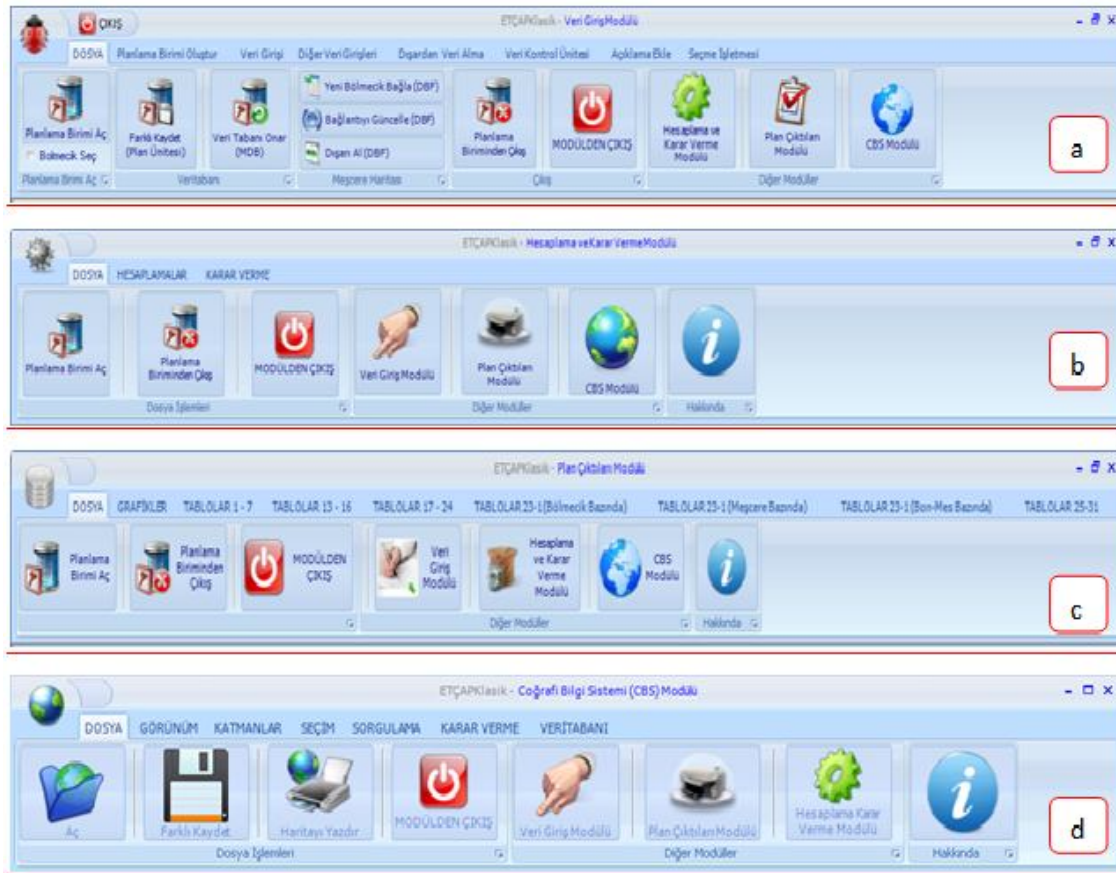 ÇIKIŞ
ETÇAPKlasik - Veri Giriş Modülü
DOSYA Planlama Birimi Oluştur Veri Girişi Diğer Veri Girişleri Dışardan Veri Alma Veri Kontrol Ünitesi Açıklama Ekle Seçme İşletmesi
Planlama Birimi Aç
Bölmecik Seç
Farklı Kaydet
(Plan Ünitesi)
Veri Tabanı Onar
(MDB)
Yeni Bölmecik Bağla (DBF)
Bağlantıyı Güncelle (DBF)
Dışarı Al (DBF)
Planlama
Biriminden Çıkış
MODÜLDEN ÇIKIŞ
Hesaplama ve
Karar Verme
Modülü
Plan Çıktıları
Modülü
CBS Modülü
Planlama Birimi Aç Veritabanı Meşcere Haritası Çıkış Diğer Modüller
a
ETÇAPKlasik - Hesaplama ve Karar Verme Modülü
DOSYA HESAPLAMALAR KARAR VERME
Planlama Birimi Aç
Planlama
Biriminden Çıkış
MODÜLDEN ÇIKIŞ
Veri Giriş Modülü
Plan Çıktıları
Modülü
CBS Modülü
Dosya İşlemleri Diğer Modüller Hakkında
b
ETÇAPKlasik - Plan Çıktıları Modülü
DOSYA GRAFİKLER TABLOLAR 1 - 7 TABLOLAR 13 - 16 TABLOLAR 17 - 24 TABLOLAR 23-1 (Bölmecik Bazında) TABLOLAR 23-1 (Meşcere Bazında) TABLOLAR 23-1 (Bon-Mes Bazında) TABLOLAR 25-31
Planlama
Birimi Aç
Planlama
Biriminden
Çıkış
MODÜLDEN
ÇIKIŞ
Veri
Giriş
Modülü
Hesaplama
ve Karar
Verme
Modülü
CBS
Modülü
Diğer Modüller Hakkında
c
ETÇAPKlasik - Coğrafi Bilgi Sistemi (CBS) Modülü
DOSYA GÖRÜNÜM KATMANLAR SEÇİM SORGULAMA KARAR VERME VERİTABANI
Aç
Farklı Kaydet
Haritayı Yazdır
MODÜLDEN ÇIKIŞ
Veri Giriş Modülü
Plan Çıktıları Modülü
Hesaplama Karar
Verme Modülü
Dosya İşlemleri Diğer Modüller Hakkında
d